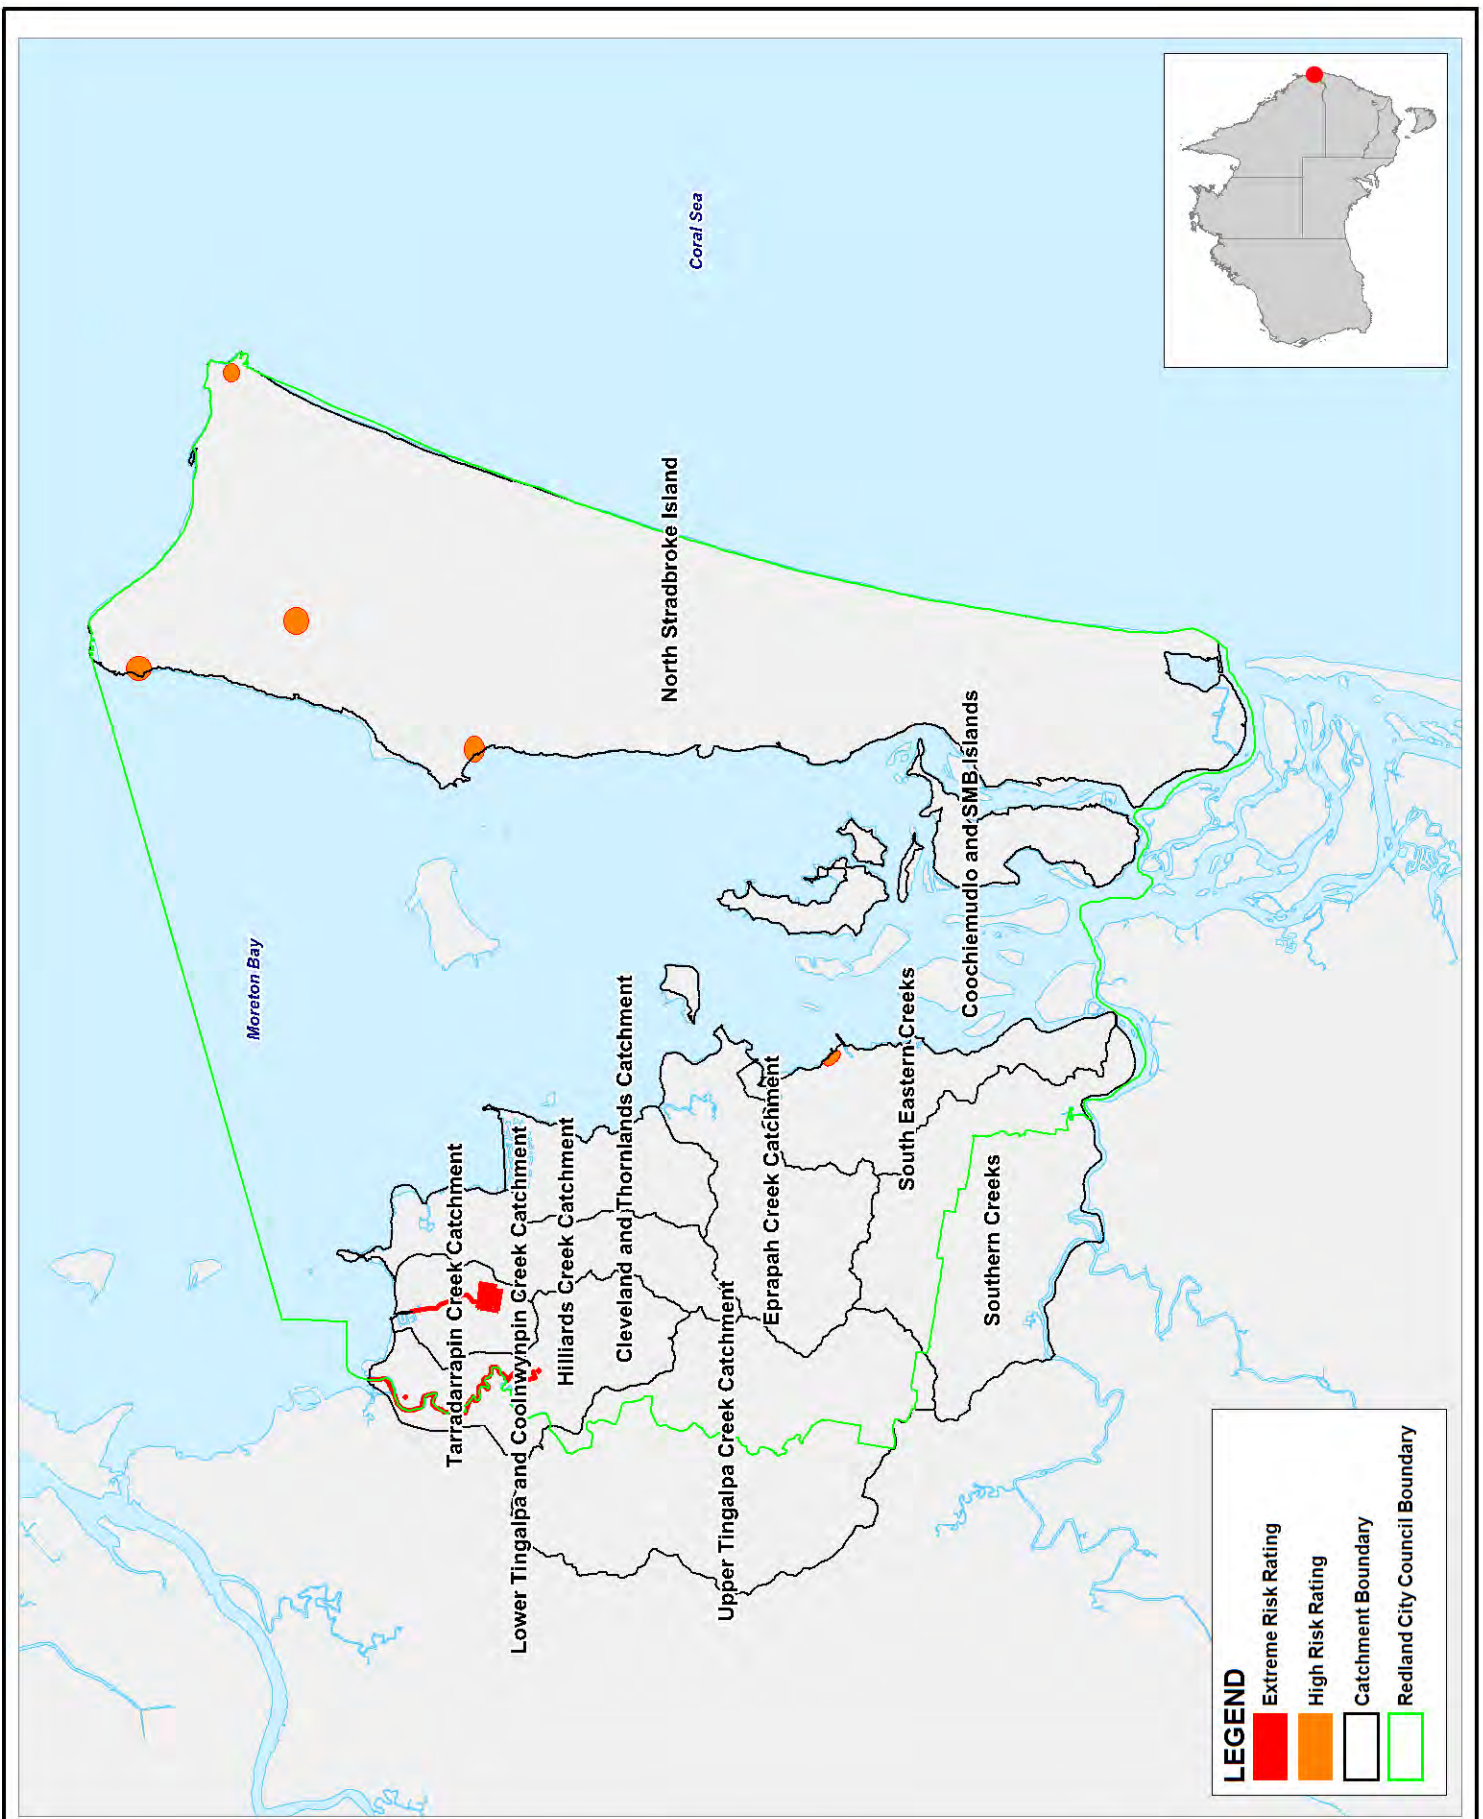 Coral Sea
Moreton Bay
North Stradbroke Island
Coochiemudlo and SMB Islands
Tarradarrapin Creek Catchment
Lower Tingalpa and Coolnwynpin Creek Catchment
Hilliards Creek Catchment
Cleveland and Thornlands Catchment
Upper Tingalpa Creek Catchment
Eprapah Creek Catchment
South Eastern Creeks
Southern Creeks
LEGEND
Extreme Risk Rating
High Risk Rating
Catchment Boundary
Redland City Council Boundary